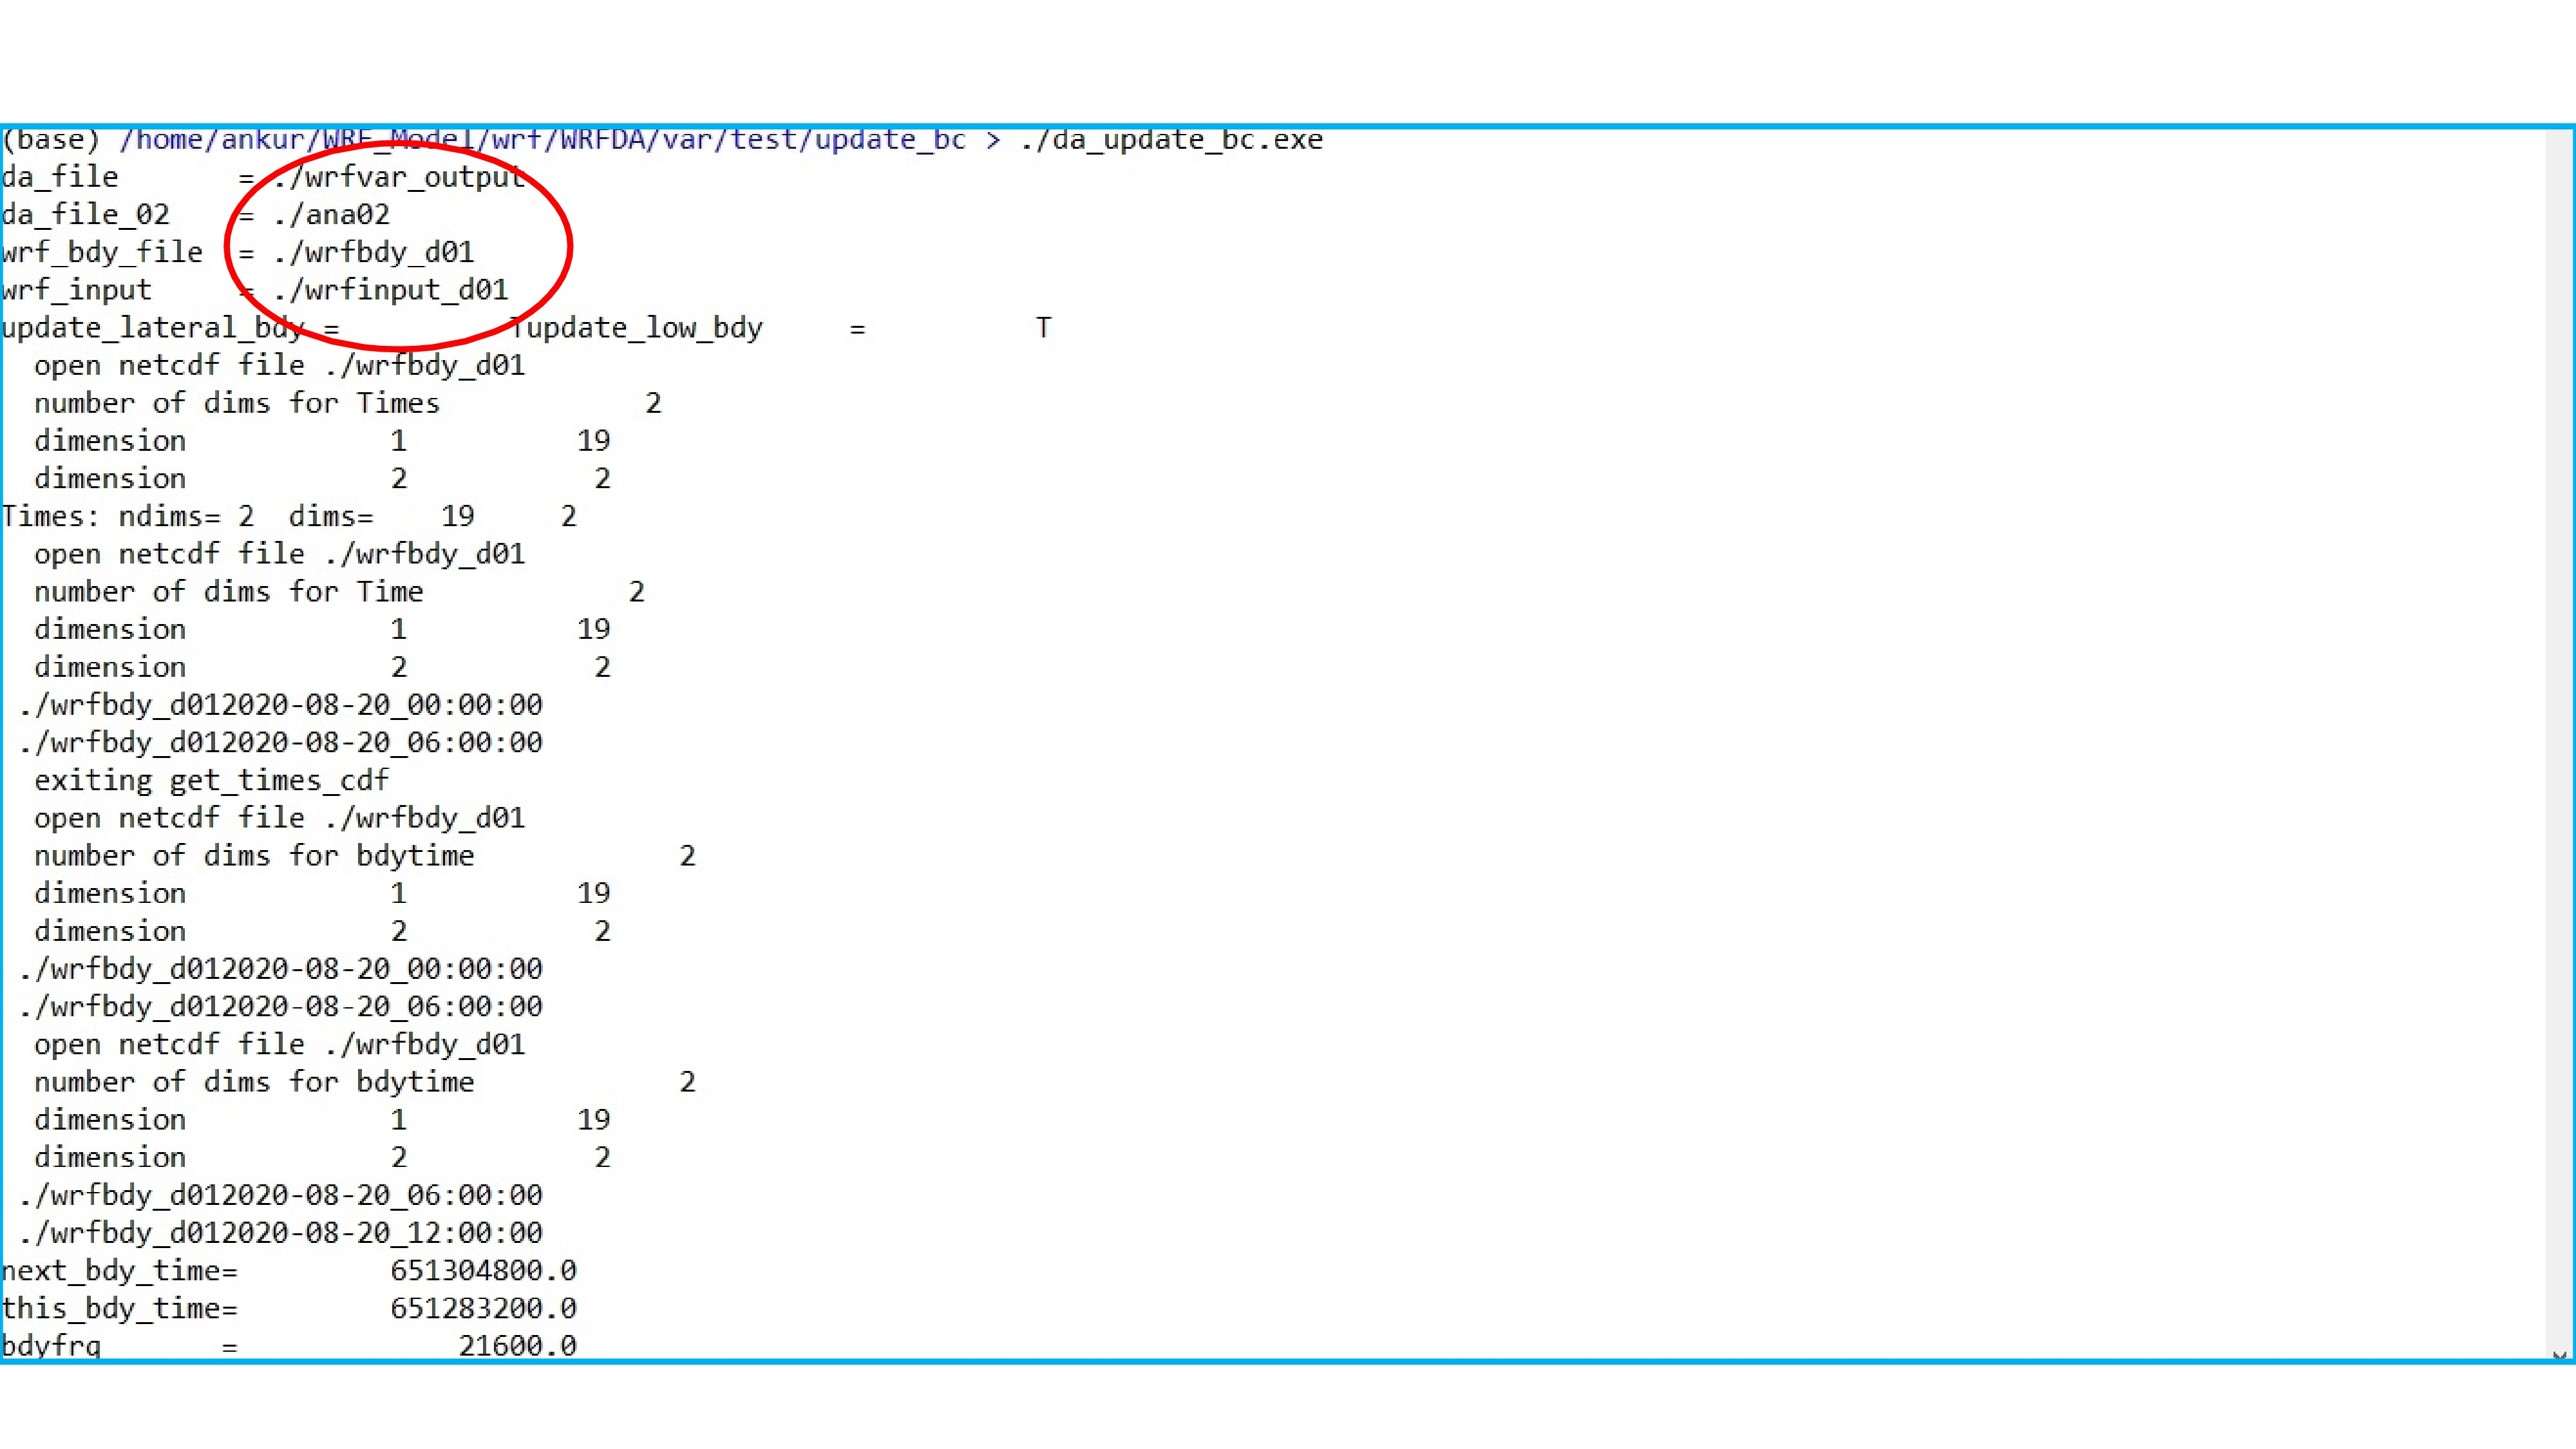 (base) /home/ankur/WRF_Model/wrf/WRFDA/var/test/update_bc > ./da_update_bc.exe
da_file       = ./wrfvar_output
da_file_02    = ./ana02
wrf_bdy_file  = ./wrfbdy_d01
wrf_input     = ./wrfinput_d01
update_lateral_bdy =          Tupdate_low_bdy     =          T
  open netcdf file ./wrfbdy_d01
  number of dims for Times            2
  dimension            1          19
  dimension            2           2
Times: ndims= 2  dims=    19     2
  open netcdf file ./wrfbdy_d01
  number of dims for Time            2
  dimension            1          19
  dimension            2           2
 ./wrfbdy_d012020-08-20_00:00:00
 ./wrfbdy_d012020-08-20_06:00:00
  exiting get_times_cdf
  open netcdf file ./wrfbdy_d01
  number of dims for bdytime            2
  dimension            1          19
  dimension            2           2
 ./wrfbdy_d012020-08-20_00:00:00
 ./wrfbdy_d012020-08-20_06:00:00
  open netcdf file ./wrfbdy_d01
  number of dims for bdytime            2
  dimension            1          19
  dimension            2           2
 ./wrfbdy_d012020-08-20_06:00:00
 ./wrfbdy_d012020-08-20_12:00:00
next_bdy_time=         651304800.0
this_bdy_time=         651283200.0
bdyfrq       =             21600.0